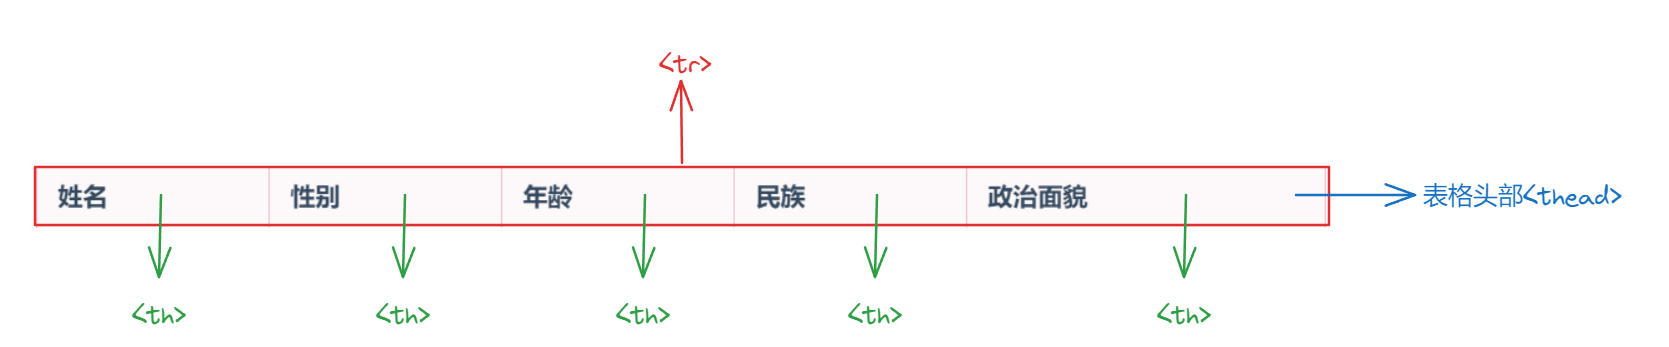 <tr>
姓名 性别 年龄 民族 政治面貌 表格头部<thead>
<th> <th> <th> <th> <th>